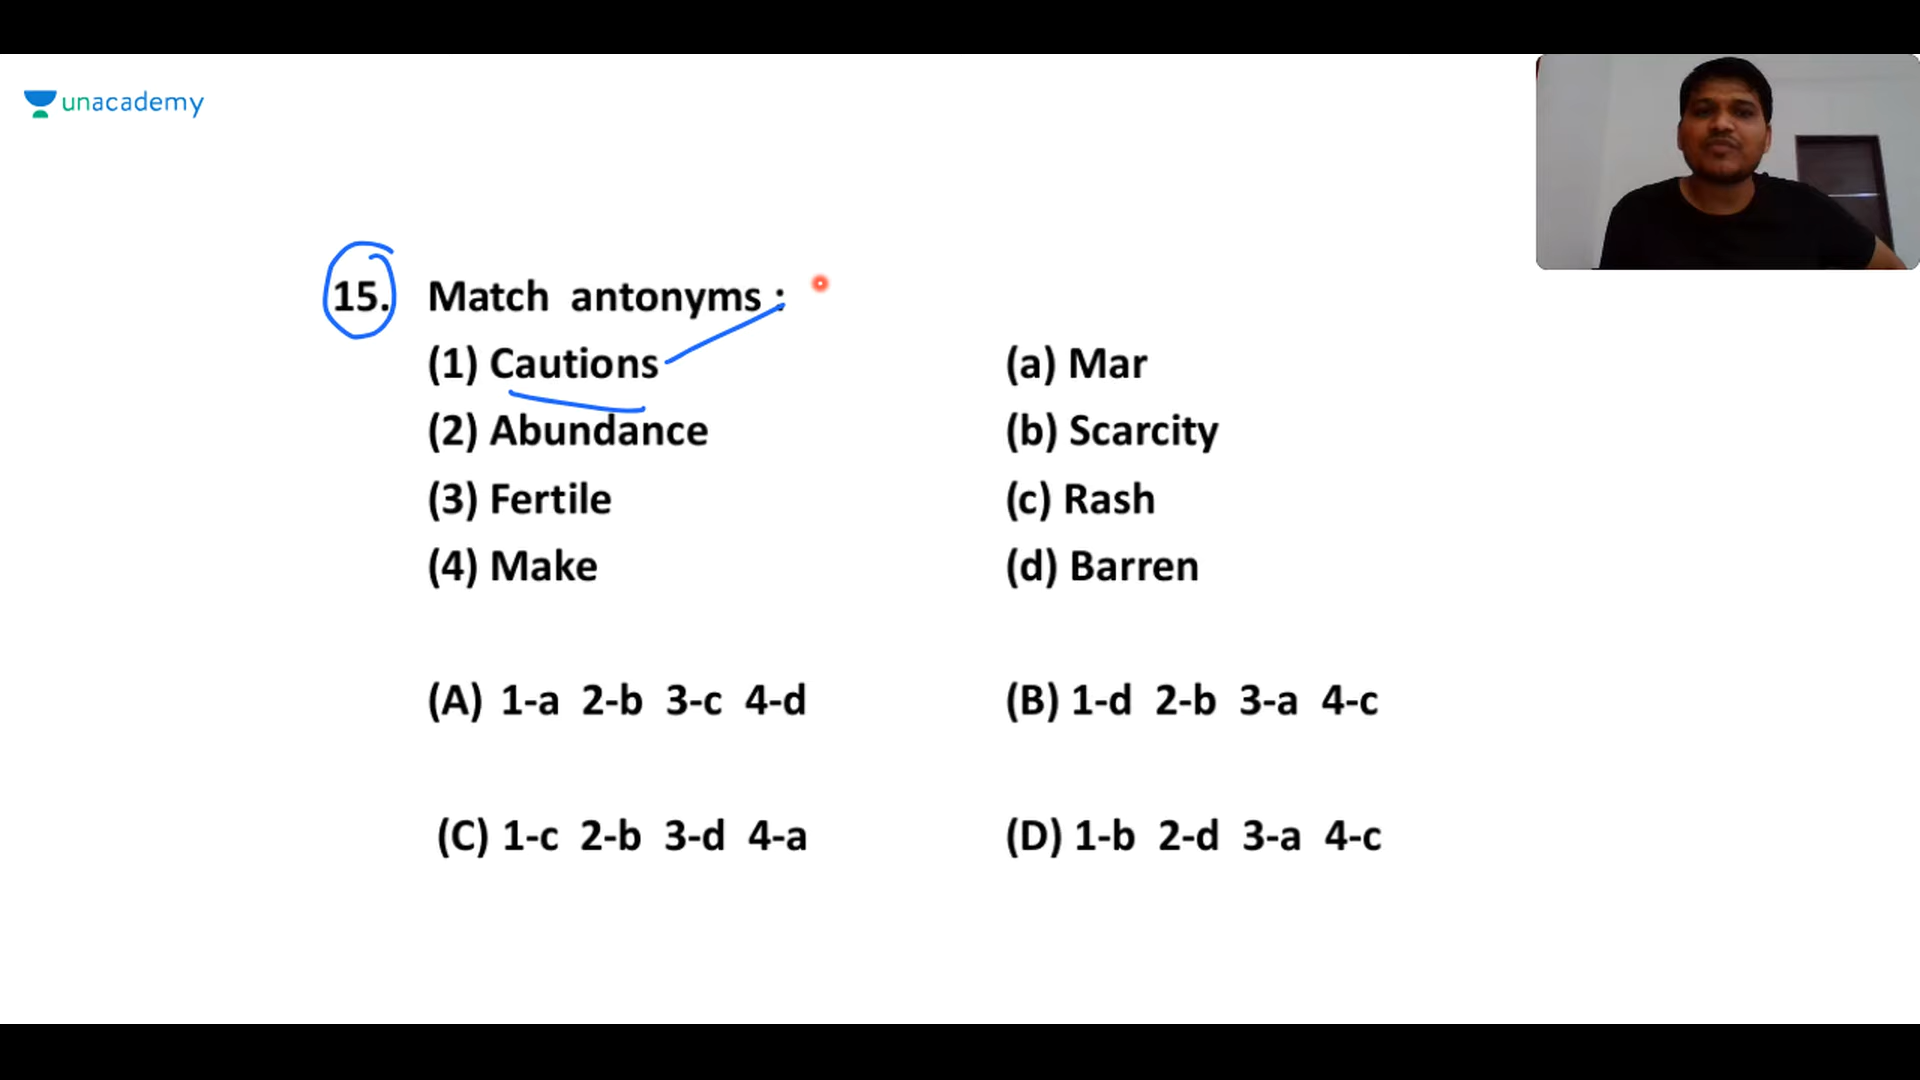 unacademy
15. Match antonyms :
(1) Cautions (a) Mar
(2) Abundance (b) Scarcity
(3) Fertile (c) Rash
(4) Make (d) Barren
(A) 1-a 2-b 3-c 4-d (B) 1-d 2-b 3-a 4-c
(C) 1-c 2-b 3-d 4-a (D) 1-b 2-d 3-a 4-c